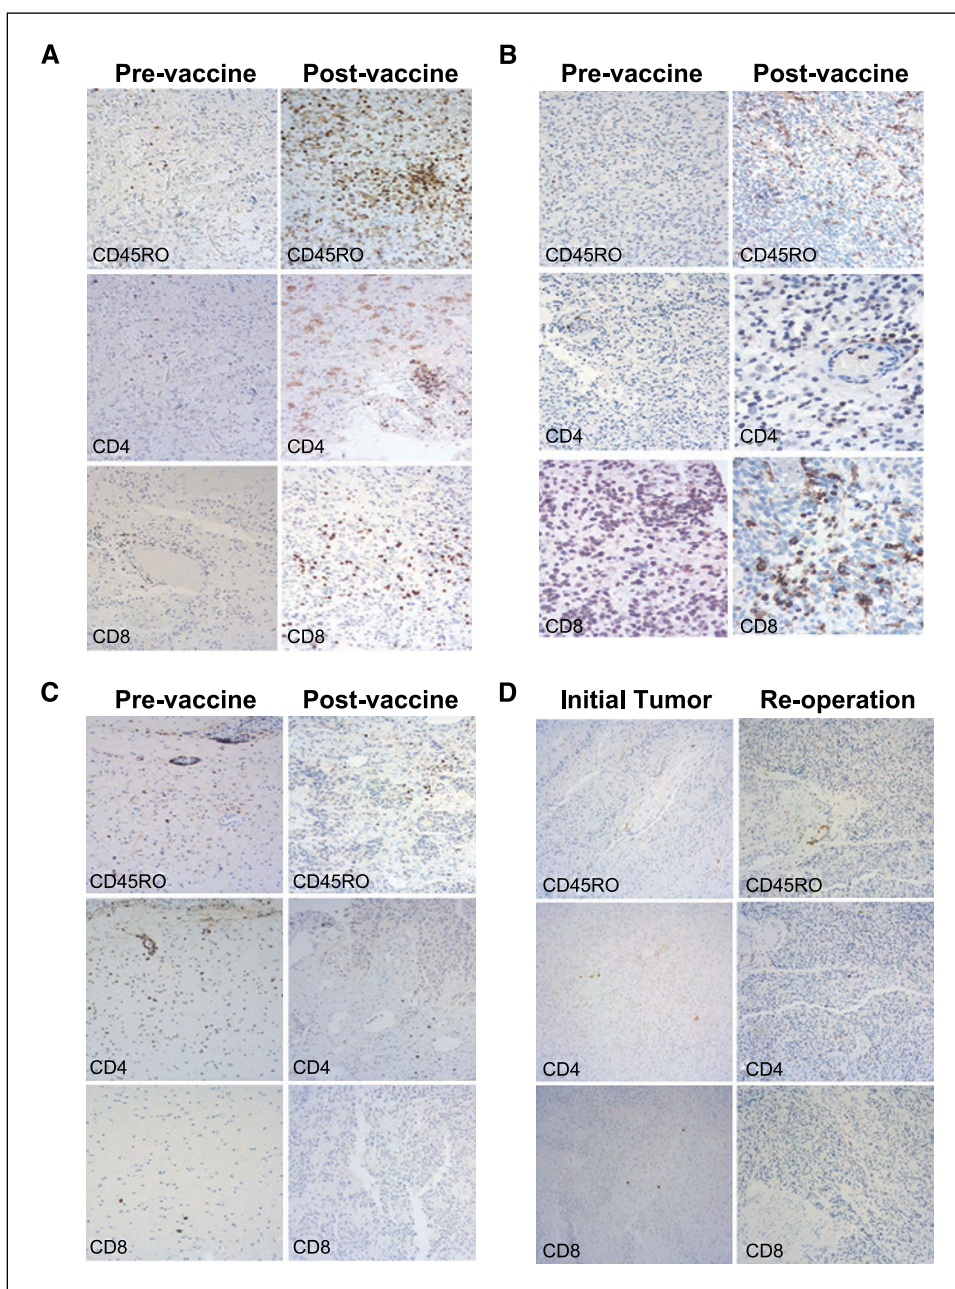 A
Pre-vaccine Post-vaccine
CD45RO CD45RO
CD4 CD4
CD8 CD8
B
Pre-vaccine Post-vaccine
CD45RO CD45RO
CD4 CD4
CD8 CD8
C
Pre-vaccine Post-vaccine
CD45RO CD45RO
CD4 CD4
CD8 CD8
D
Initial Tumor Re-operation
CD45RO CD45RO
CD4 CD4
CD8 CD8